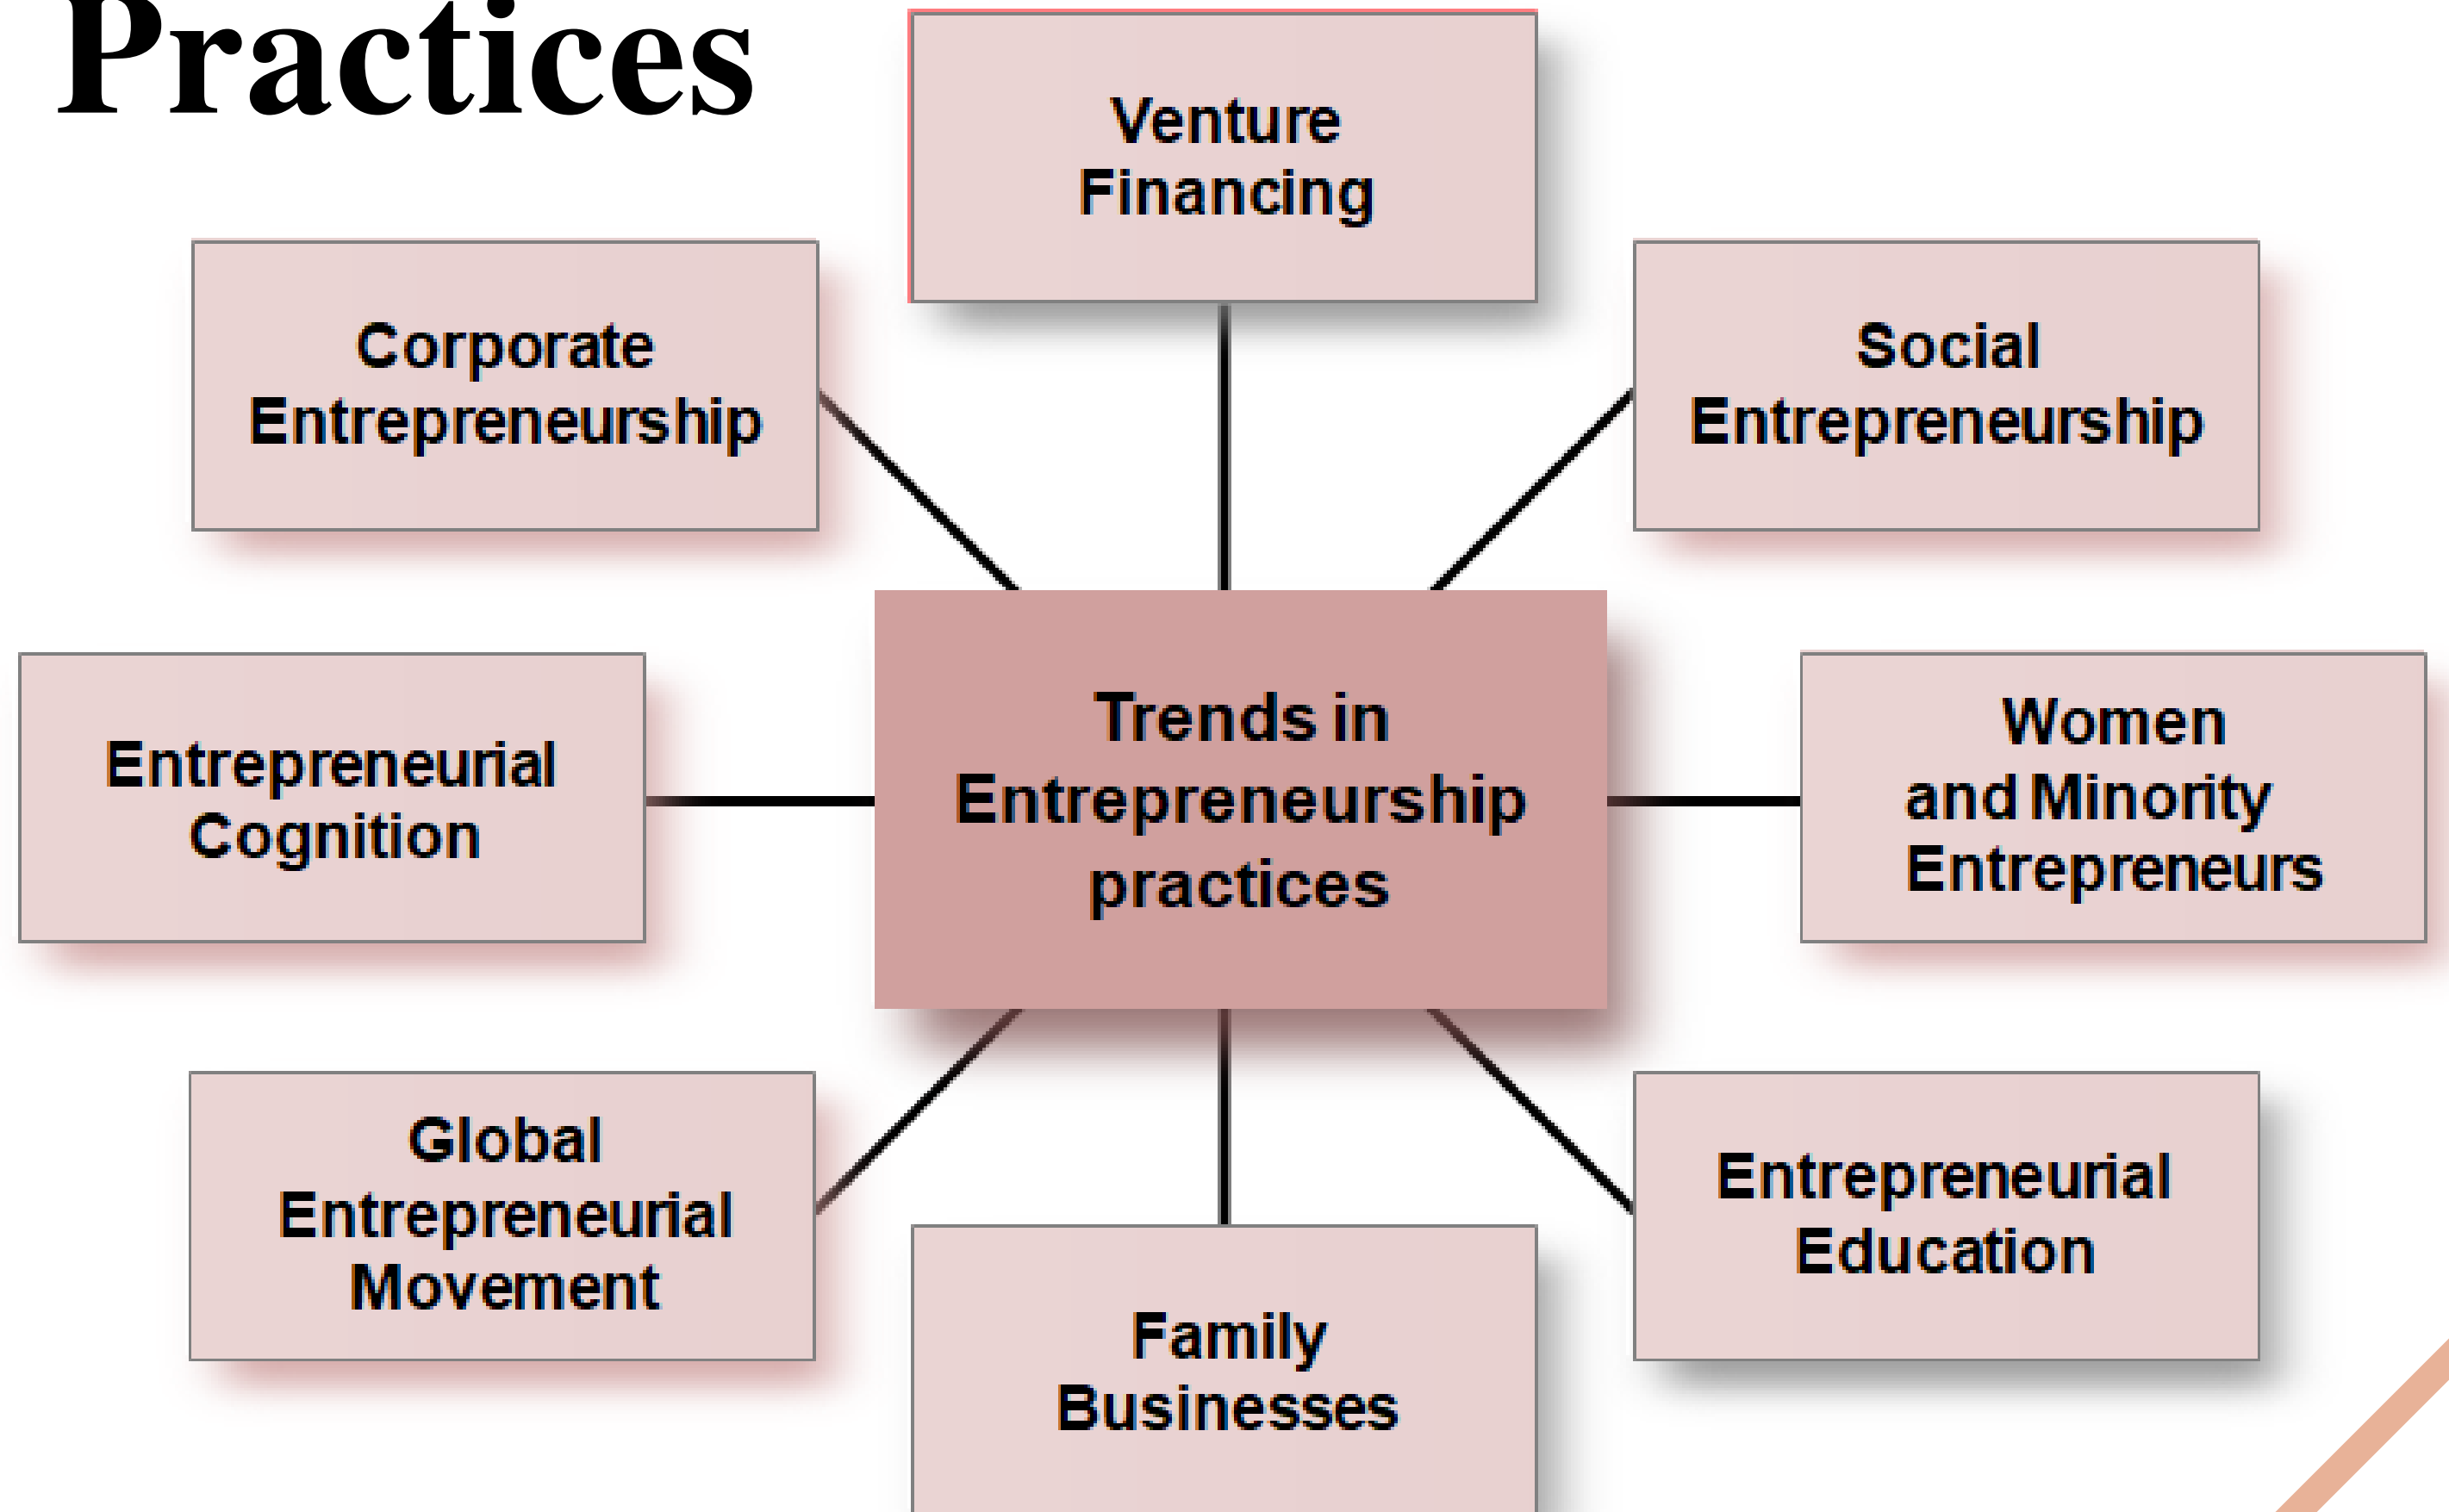 Practices
Venture
Financing
Corporate
Entrepreneurship
Social
Entrepreneurship
Trends in
Entrepreneurship
practices
Entrepreneurial
Cognition
Women
and Minority
Entrepreneurs
Global
Entrepreneurial
Movement
Entrepreneurial
Education
Family
Businesses